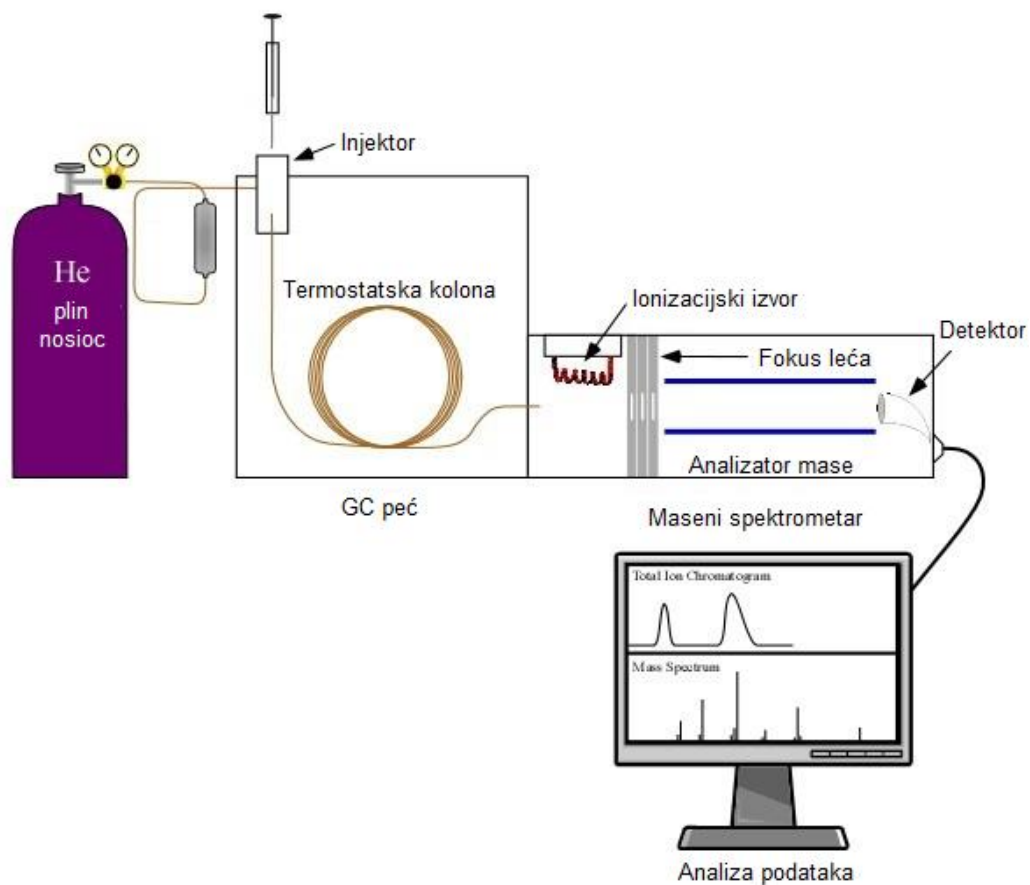 Injektor
He
plin
nosioc
Termostatska kolona
Ionizacijski izvor
Fokus leća
Detektor
Analizator mase
GC peć
Maseni spektrometar
Total Ion Chromatogram
Mass Spectrum
Analiza podataka